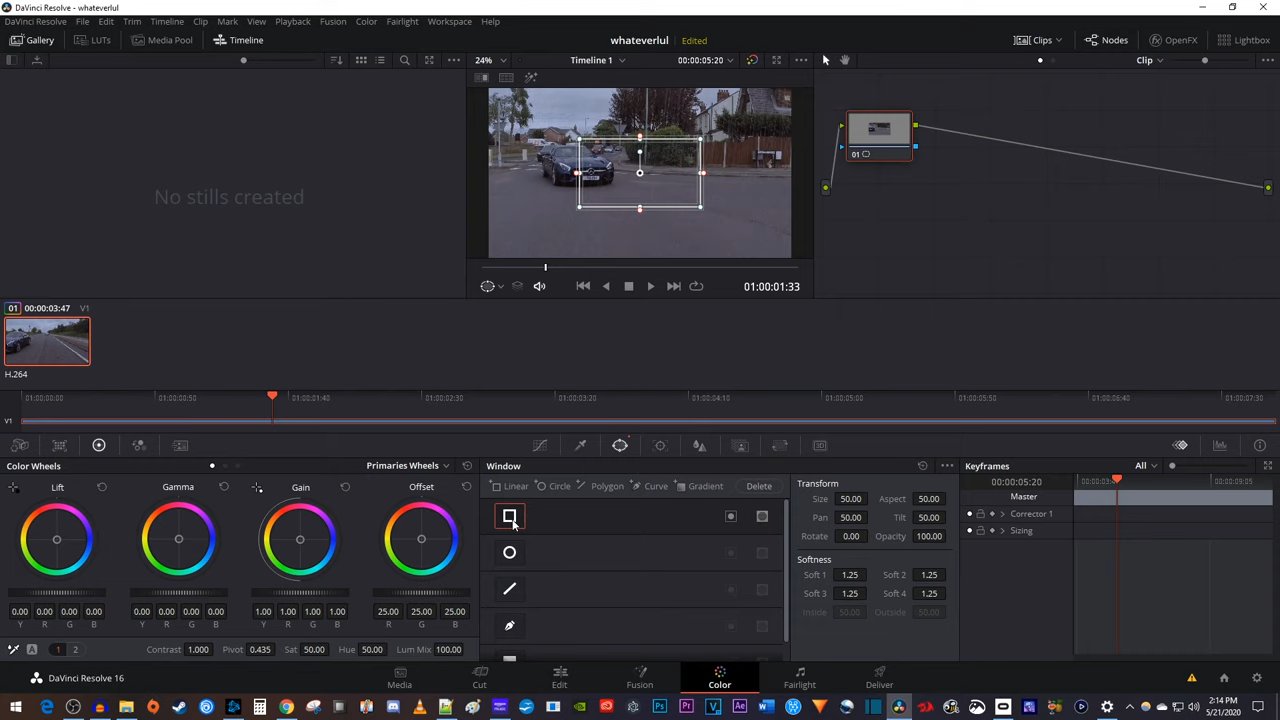 DaVinci Resolve - whateverlul
DaVinci Resolve File Edit Trim Timeline Clip Mark View Playback Fusion Color Fairlight Workspace Help
Gallery LUTs Media Pool Timeline whateverlul Edited Clips Nodes OpenFX Lightbox
24% Timeline 1 00:00:05:20 Clip
No stills created
01
01:00:01:33
01 00:00:03:47 V1
H.264
01:00:00:00 01:00:00:50 01:00:01:40 01:00:02:30 01:00:03:20 01:00:04:10 01:00:05:00 01:00:05:50 01:00:06:40 01:00:07:30
V1
Color Wheels Primaries Wheels Window Keyframes All
Lift Gamma Gain Offset
Linear Circle Polygon Curve Gradient Delete
Transform
Size 50.00 Aspect 50.00
Pan 50.00 Tilt 50.00
Rotate 0.00 Opacity 100.00
Softness
Soft 1 1.25 Soft 2 1.25
Soft 3 1.25 Soft 4 1.25
Inside 50.00 Outside 50.00
00:00:05:20
00:00:09:05
Master
Corrector 1
Sizing
0.00 0.00 0.00 0.00 0.00 0.00 0.00 0.00 1.00 1.00 1.00 1.00 25.00 25.00 25.00
Y R G B Y R G B Y R G B R G B
A 1 2 Contrast 1.000 Pivot 0.435 Sat 50.00 Hue 50.00 Lum Mix 100.00
DaVinci Resolve 16 Media Cut Edit Fusion Color Fairlight Deliver
2:14 PM
5/21/2020